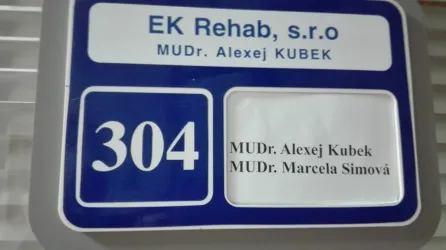 EK Rehab, s.r.o
MUDr. Alexej KUBEK
304
MUDr. Alexej Kubek
MUDr. Marcela Simová